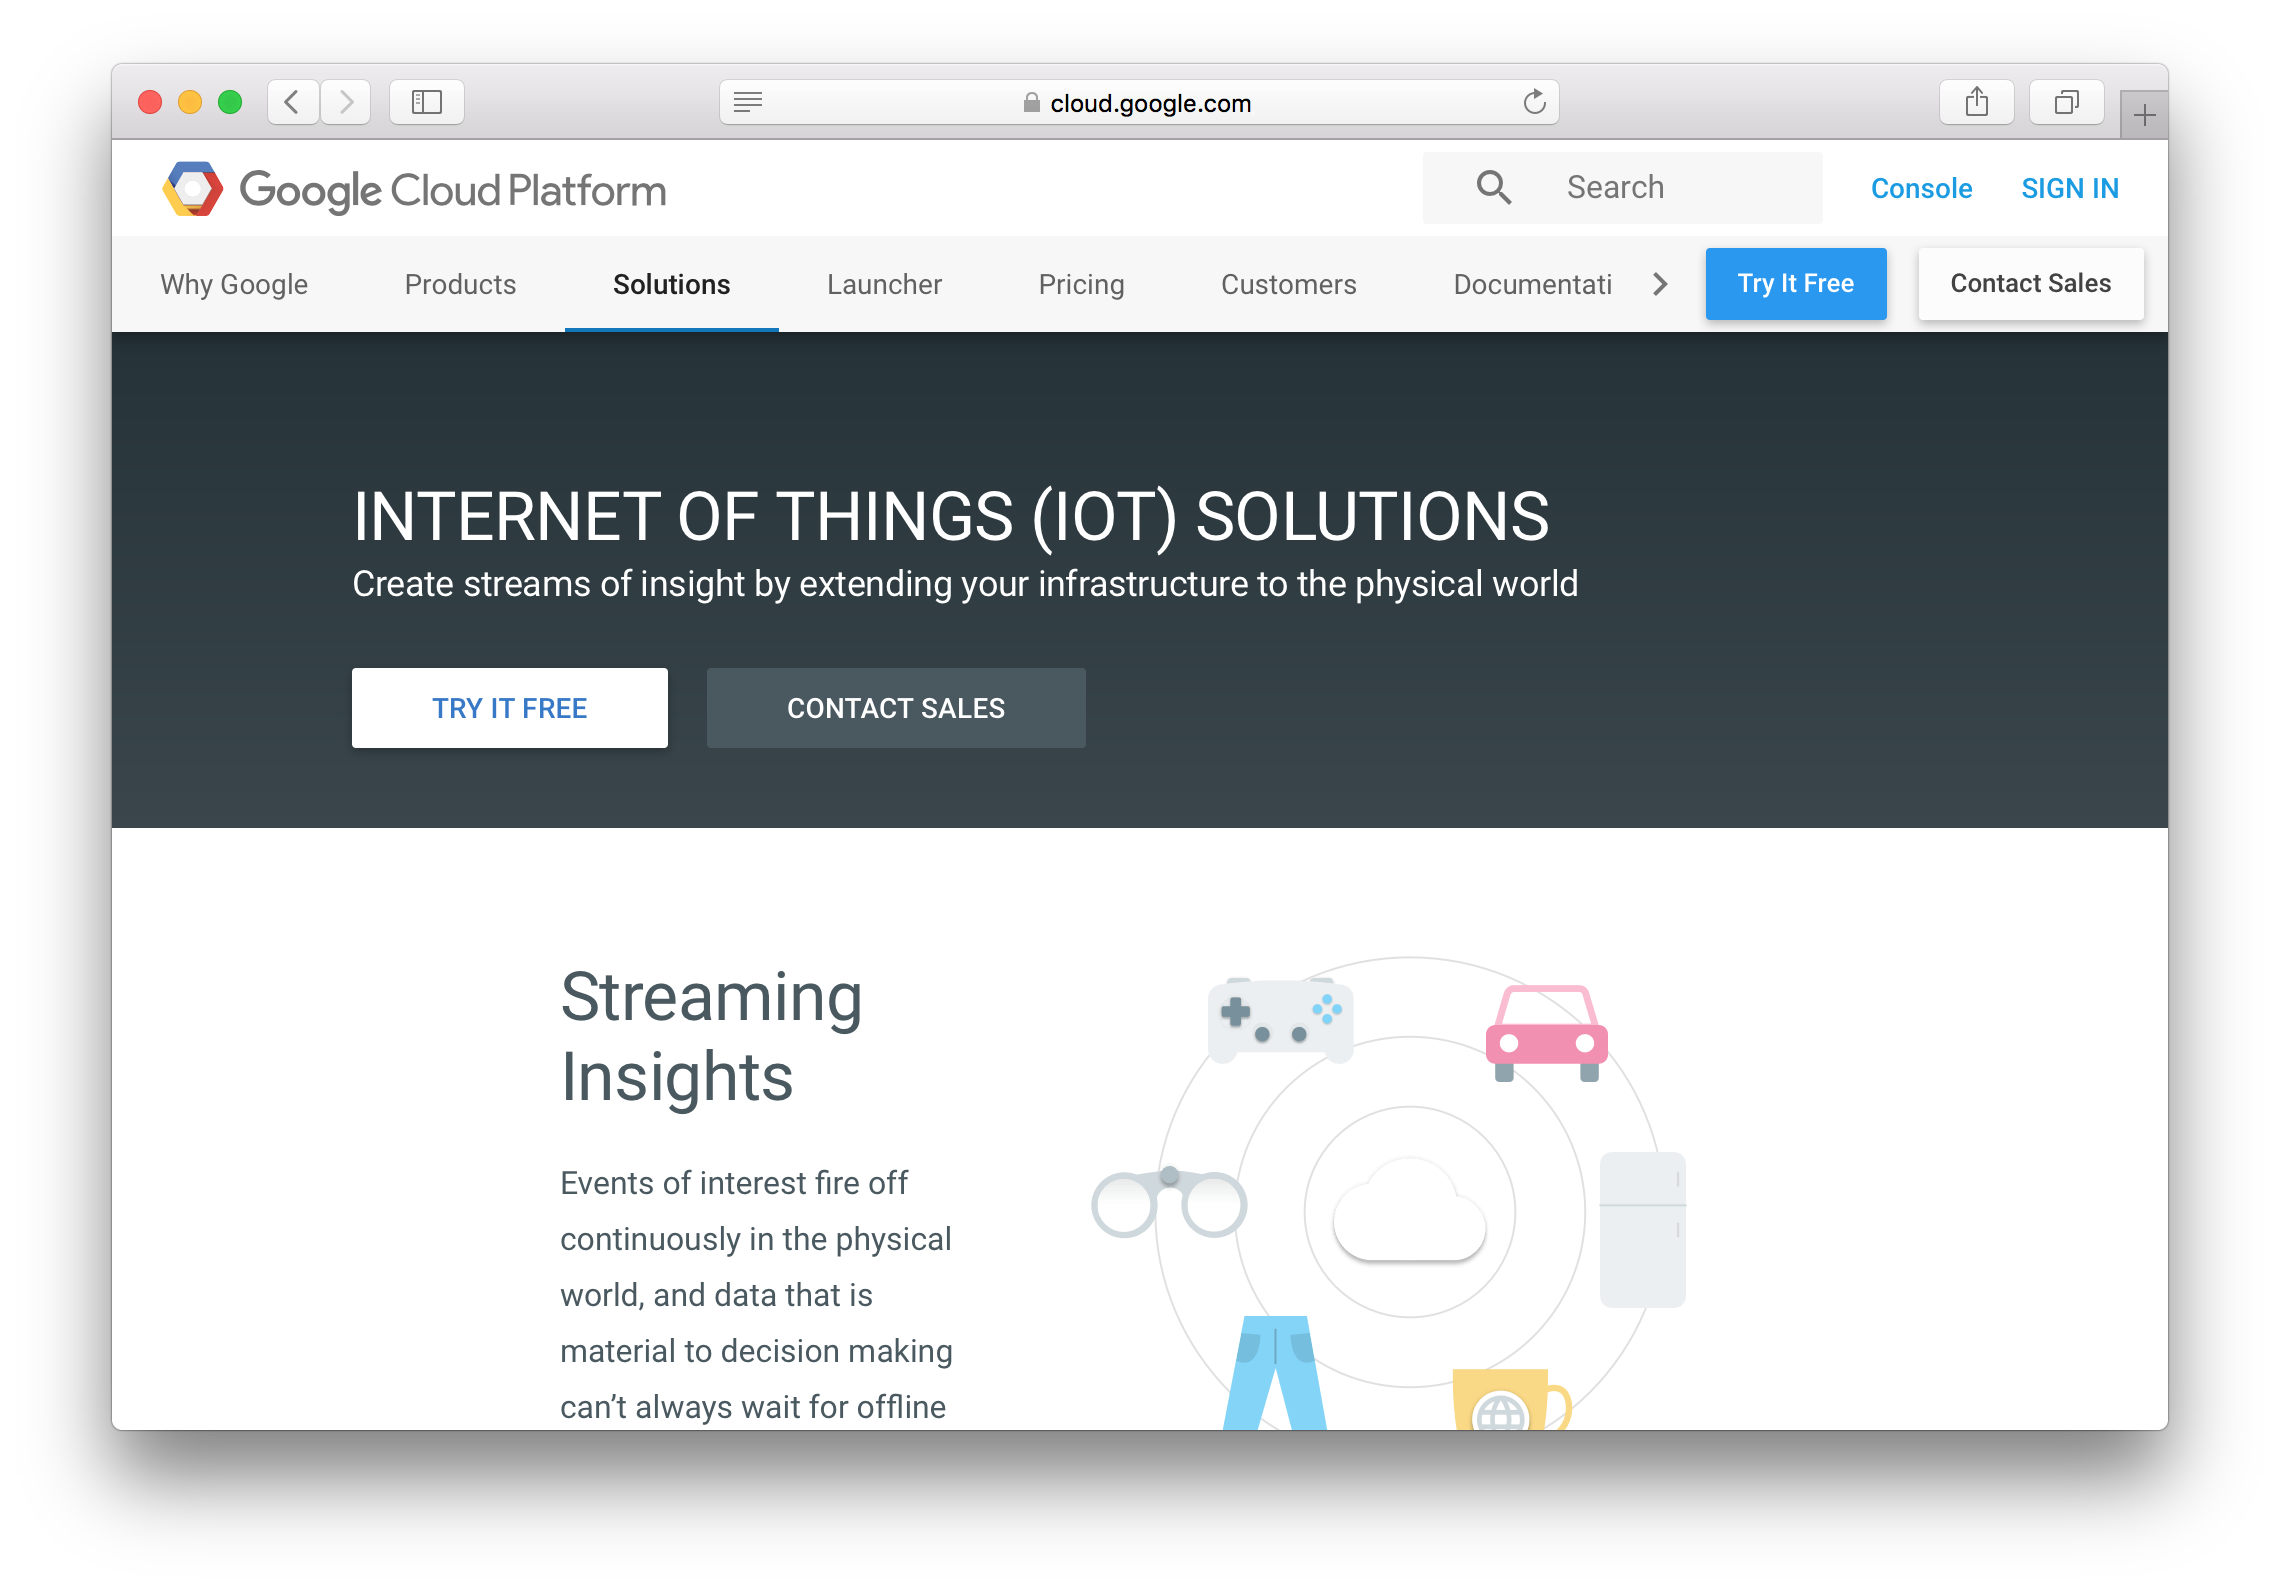 cloud.google.com
Google Cloud Platform
Search
Console
SIGN IN
Why Google
Products
Solutions
Launcher
Pricing
Customers
Documentati
Try It Free
Contact Sales
INTERNET OF THINGS (IOT) SOLUTIONS
Create streams of insight by extending your infrastructure to the physical world
TRY IT FREE
CONTACT SALES
Streaming
Insights
Events of interest fire off
continuously in the physical
world, and data that is
material to decision making
can’t always wait for offline